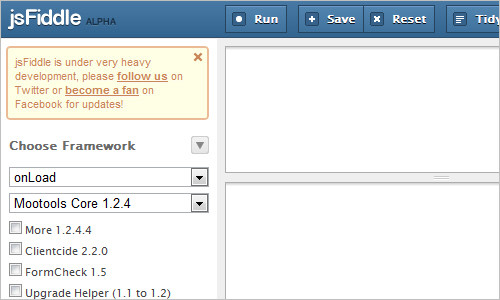 jsFiddle ALPHA
Run
Save
Reset
Tidy
jsFiddle is under very heavy
development, please follow us on
Twitter or become a fan on
Facebook for updates!
Choose Framework
onLoad
Mootools Core 1.2.4
More 1.2.4.4
Clientcide 2.2.0
FormCheck 1.5
Upgrade Helper (1.1 to 1.2)